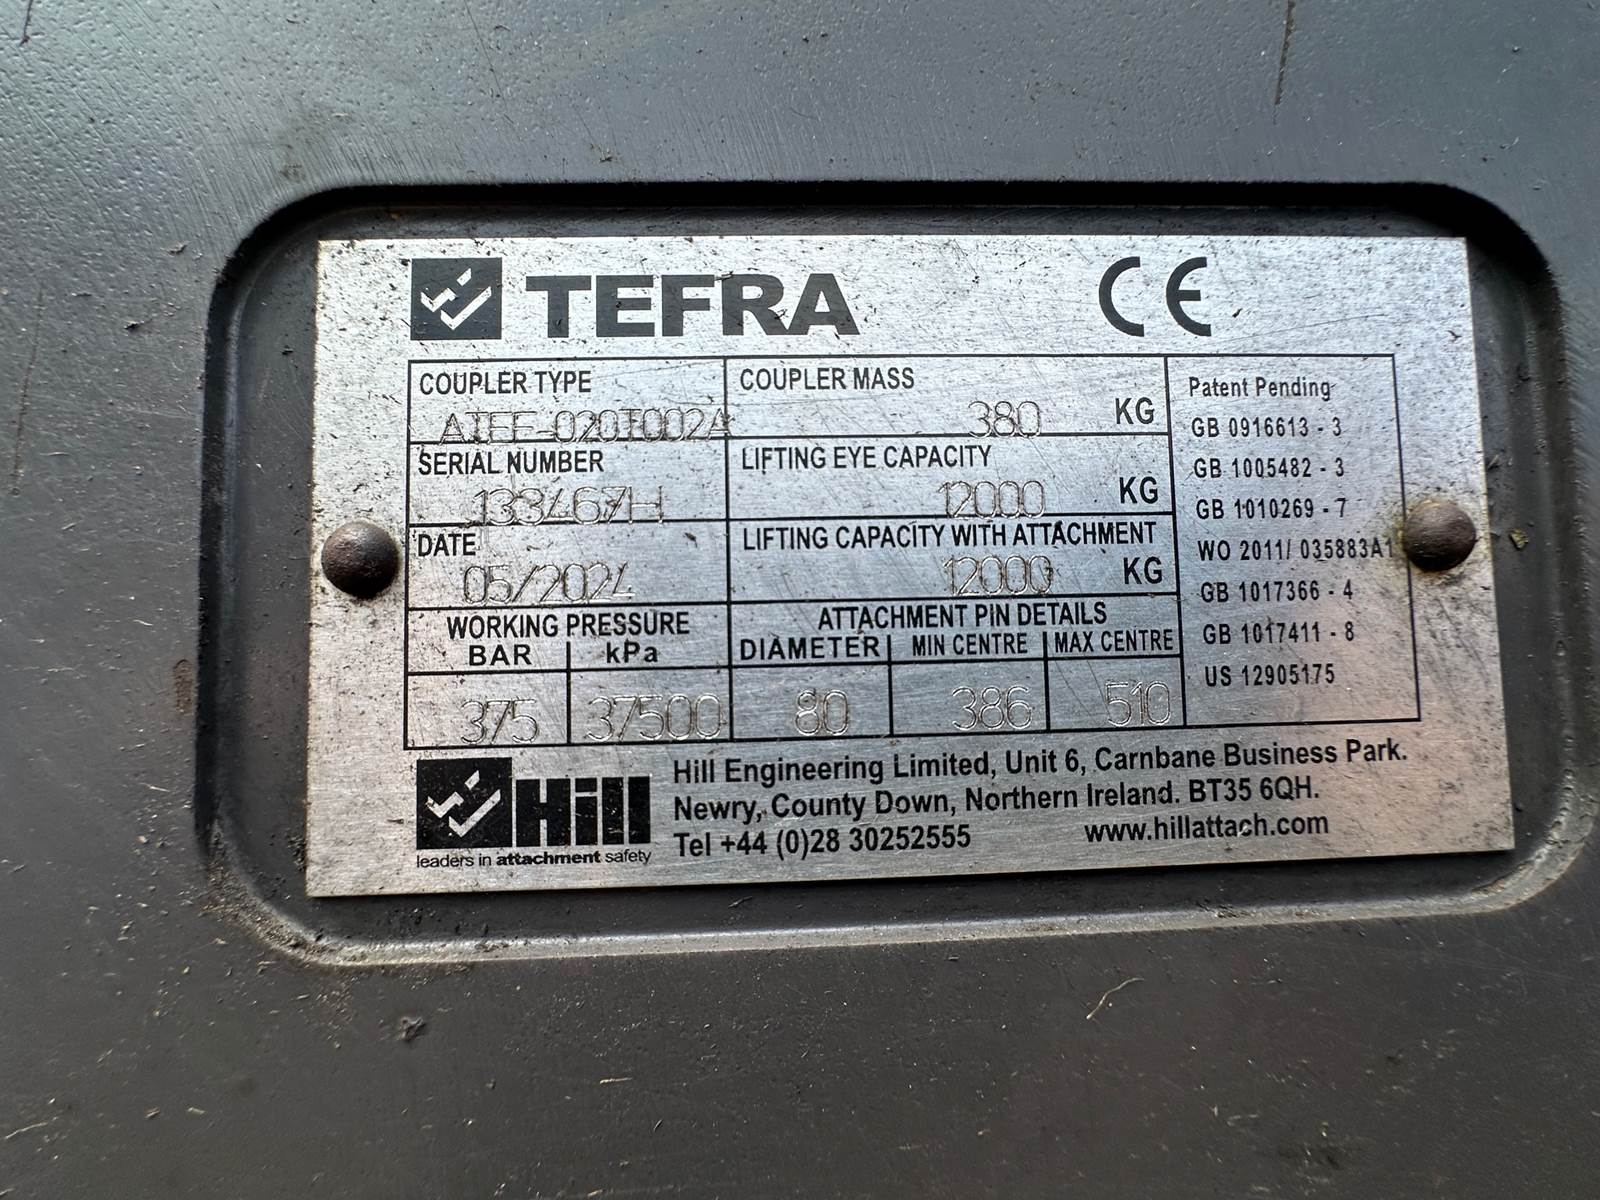 TEFRA CE
COUPLER TYPE
ATEF-020T002A
COUPLER MASS
380 KG
SERIAL NUMBER
133467H
LIFTING EYE CAPACITY
12000 KG
DATE
05/2024
LIFTING CAPACITY WITH ATTACHMENT
12000 KG
WORKING PRESSURE
BAR kPa
375 37500
ATTACHMENT PIN DETAILS
DIAMETER MIN CENTRE MAX CENTRE
80 386 510
Patent Pending
GB 0916613 - 3
GB 1005482 - 3
GB 1010269 - 7
WO 2011/ 035883A1
GB 1017366 - 4
GB 1017411 - 8
US 12905175
Hill
leaders in attachment safety
Hill Engineering Limited, Unit 6, Carnbane Business Park.
Newry, County Down, Northern Ireland. BT35 6QH.
Tel +44 (0)28 30252555 www.hillattach.com